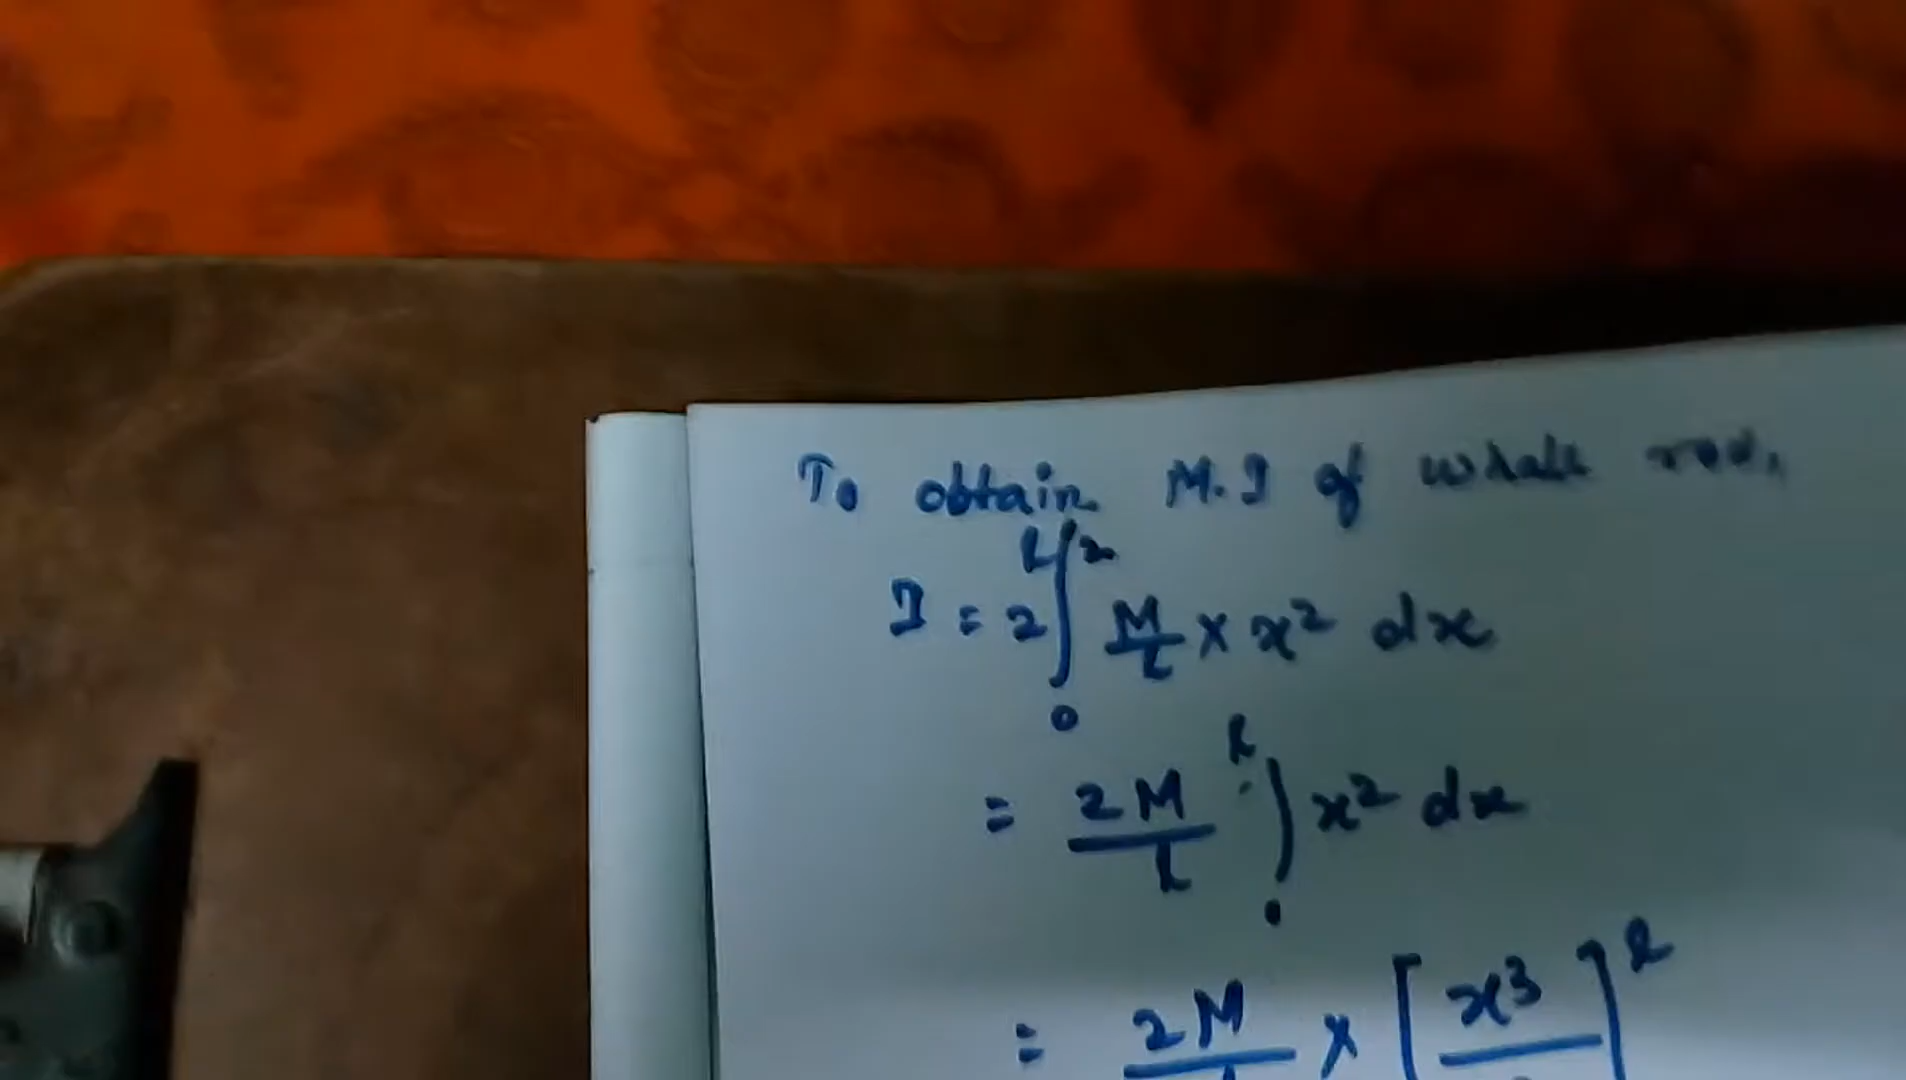 To obtain M.I of whole rod,
I = 2 ∫₀^{L/2} M/L × x² dx
= 2M/L ∫₀^{L} x² dx
= 2M/L × [x³/